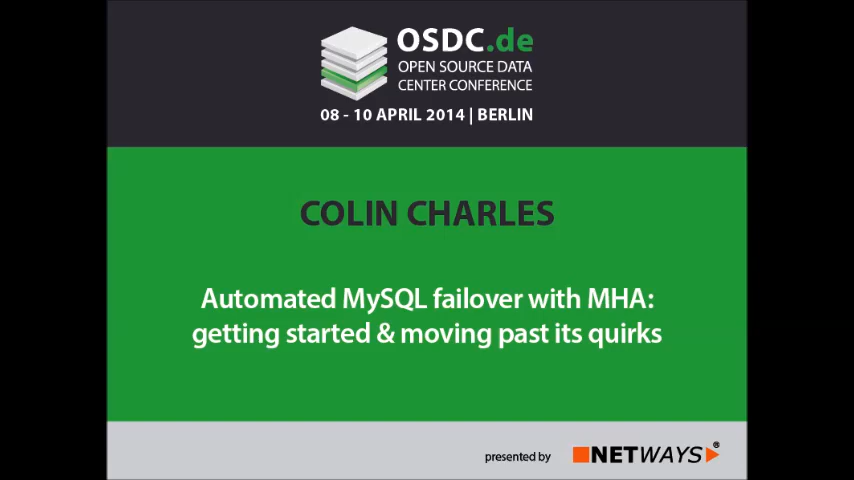 OSDC.de
OPEN SOURCE DATA
CENTER CONFERENCE
08 - 10 APRIL 2014 | BERLIN
COLIN CHARLES
Automated MySQL failover with MHA:
getting started & moving past its quirks
presented by NETWAYS®